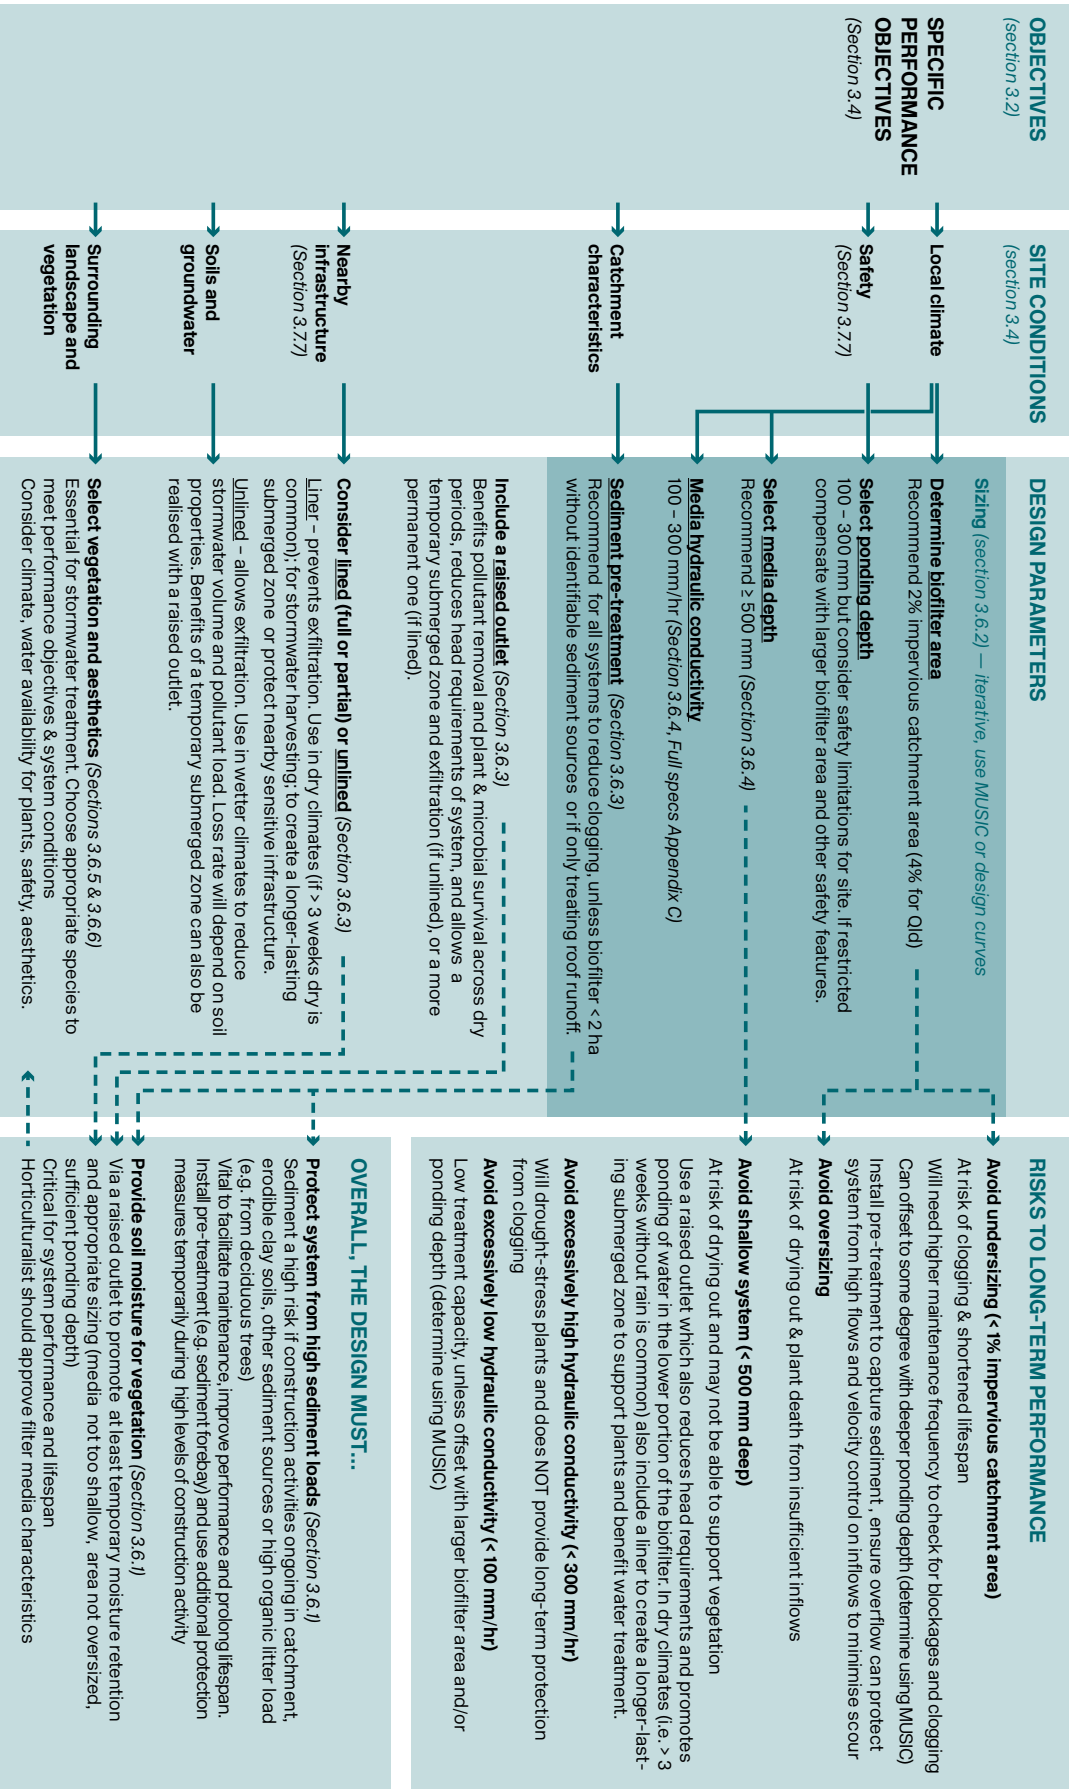 OBJECTIVES
(section 3.2)
SPECIFIC
PERFORMANCE
OBJECTIVES
(Section 3.4)
SITE CONDITIONS
(section 3.4)
Local climate
Safety
(Section 3.7.7)
Catchment
characteristics
Nearby
infrastructure
(Section 3.7.7)
Soils and
groundwater
Surrounding
landscape and
vegetation
DESIGN PARAMETERS
Sizing (section 3.6.2) — iterative, use MUSIC or design curves
Determine biofilter area
Recommend 2% impervious catchment area (4% for Qld)
Select ponding depth
100 – 300 mm but consider safety limitations for site. If restricted
compensate with larger biofilter area and other safety features.
Select media depth
Recommend ≥ 500 mm (Section 3.6.4)
Media hydraulic conductivity
100 – 300 mm/hr (Section 3.6.4, Full specs Appendix C)
Sediment pre-treatment (Section 3.6.3)
Recommend for all systems to reduce clogging, unless biofilter < 2 ha
without identifiable sediment sources or if only treating roof runoff.
Include a raised outlet (Section 3.6.3)
Benefits pollutant removal and plant & microbial survival across dry
periods, reduces head requirements of system, and allows a
temporary submerged zone and exfiltration (if unlined), or a more
permanent one (if lined).
Consider lined (full or partial) or unlined (Section 3.6.3)
Liner – prevents exfiltration. Use in dry climates (if > 3 weeks dry is
common); for stormwater harvesting; to create a longer-lasting
submerged zone or protect nearby sensitive infrastructure.
Unlined – allows exfiltration. Use in wetter climates to reduce
stormwater volume and pollutant load. Loss rate will depend on soil
properties. Benefits of a temporary submerged zone can also be
realised with a raised outlet.
Select vegetation and aesthetics (Sections 3.6.5 & 3.6.6)
Essential for stormwater treatment. Choose appropriate species to
meet performance objectives & system conditions
Consider climate, water availability for plants, safety, aesthetics.
RISKS TO LONG-TERM PERFORMANCE
Avoid undersizing (< 1% impervious catchment area)
At risk of clogging & shortened lifespan
Will need higher maintenance frequency to check for blockages and clogging
Can offset to some degree with deeper ponding depth (determine using MUSIC)
Install pre-treatment to capture sediment , ensure overflow can protect
system from high flows and velocity control on inflows to minimise scour
Avoid oversizing
At risk of drying out & plant death from insufficient inflows
Avoid shallow system (< 500 mm deep)
At risk of drying out and may not be able to support vegetation
Use a raised outlet which also reduces head requirements and promotes
ponding of water in the lower portion of the biofilter. In dry climates (i.e. > 3
weeks without rain is common) also include a liner to create a longer-last-
ing submerged zone to support plants and benefit water treatment.
Avoid excessively high hydraulic conductivity (< 300 mm/hr)
Will drought-stress plants and does NOT provide long-term protection
from clogging
Avoid excessively low hydraulic conductivity (< 100 mm/hr)
Low treatment capacity, unless offset with larger biofilter area and/or
ponding depth (determine using MUSIC)
OVERALL, THE DESIGN MUST...
Protect system from high sediment loads (Section 3.6.1)
Sediment a high risk if construction activities ongoing in catchment,
erodible clay soils, other sediment sources or high organic litter load
(e.g. from deciduous trees)
Vital to facilitate maintenance, improve performance and prolong lifespan.
Install pre-treatment (e.g. sediment forebay) and use additional protection
measures temporarily during high levels of construction activity
Provide soil moisture for vegetation (Section 3.6.1)
Via a raised outlet to promote at least temporary moisture retention
and appropriate sizing (media not too shallow, area not oversized,
sufficient ponding depth)
Critical for system performance and lifespan
Horticulturalist should approve filter media characteristics